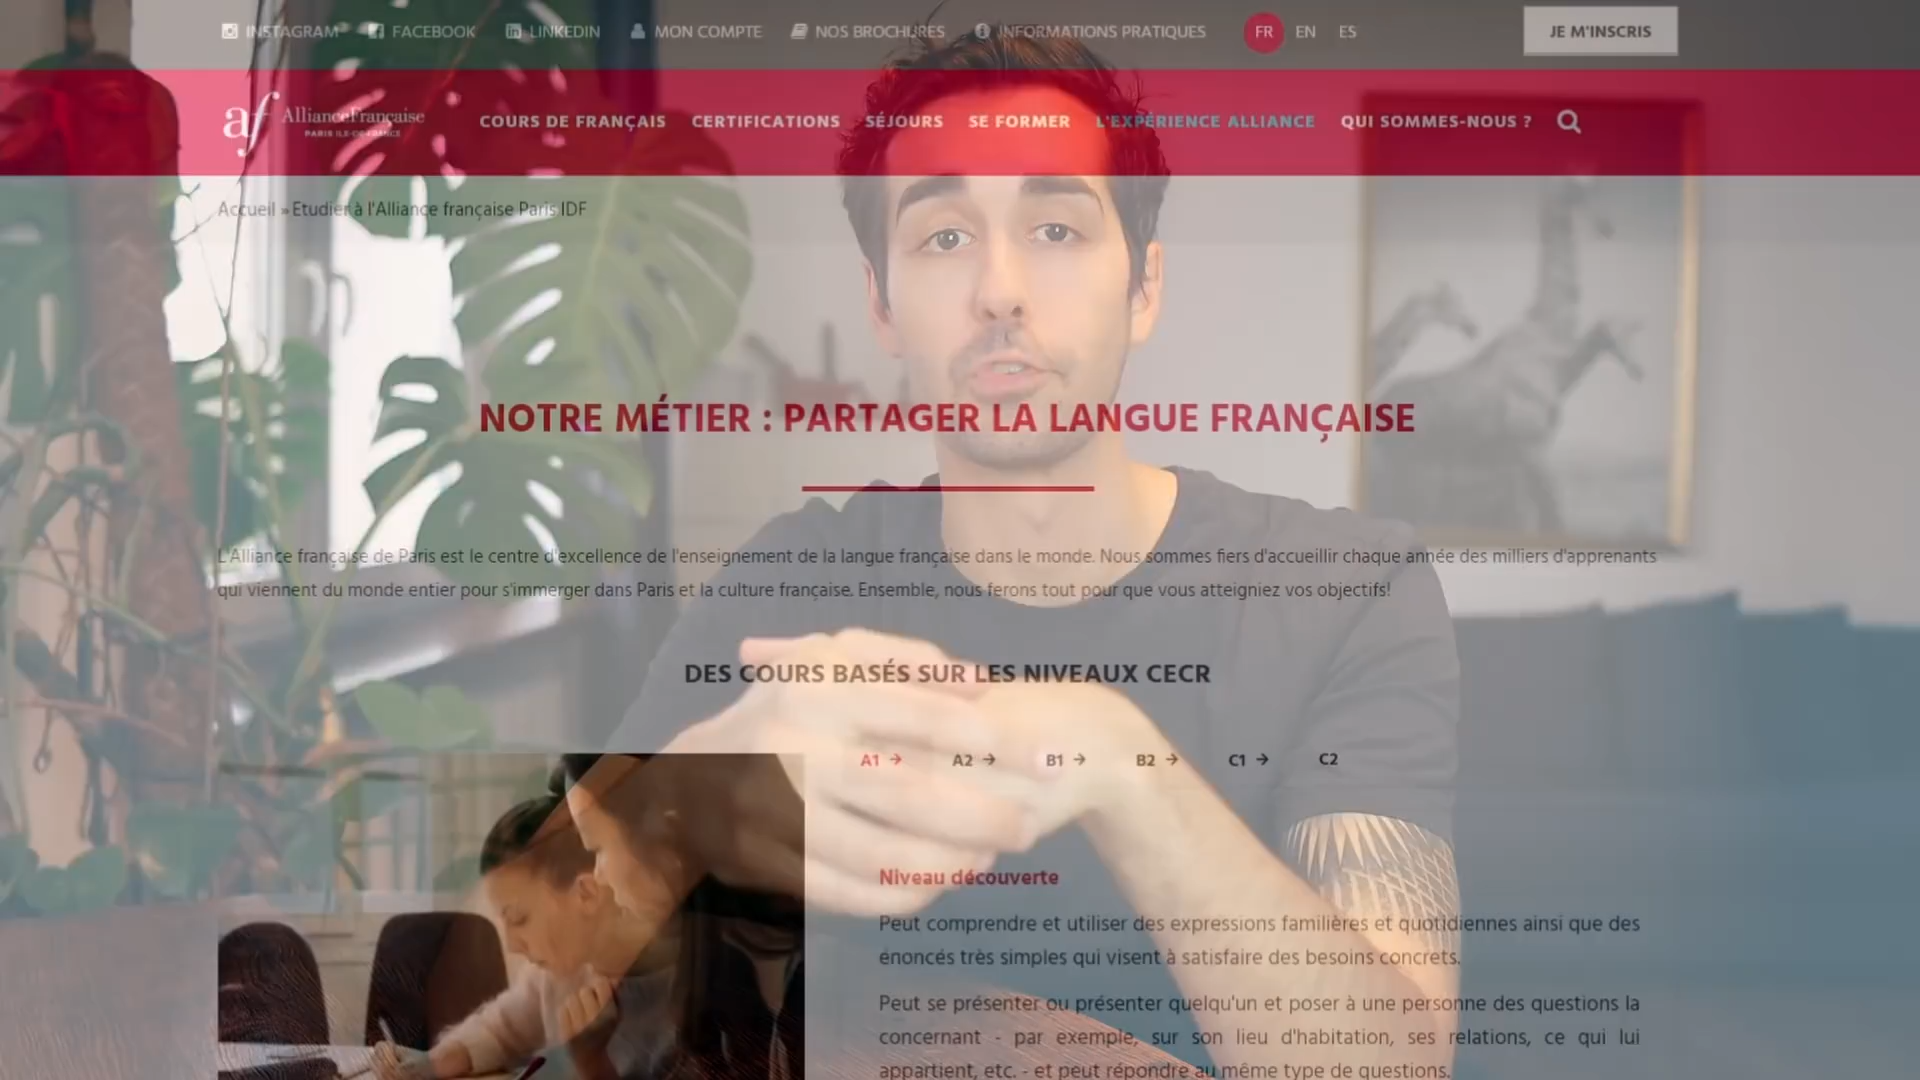 INSTAGRAM FACEBOOK LINKEDIN MON COMPTE NOS BROCHURES INFORMATIONS PRATIQUES FR EN ES JE M'INSCRIS
af AllianceFrançaise
PARIS ILE-DE-FRANCE
COURS DE FRANÇAIS CERTIFICATIONS SÉJOURS SE FORMER L'EXPÉRIENCE ALLIANCE QUI SOMMES-NOUS ?
Accueil » Etudier à l'Alliance française Paris IDF
NOTRE MÉTIER : PARTAGER LA LANGUE FRANÇAISE
L'Alliance française de Paris est le centre d'excellence de l'enseignement de la langue française dans le monde. Nous sommes fiers d'accueillir chaque année des milliers d'apprenants
qui viennent du monde entier pour s'immerger dans Paris et la culture française. Ensemble, nous ferons tout pour que vous atteigniez vos objectifs!
DES COURS BASÉS SUR LES NIVEAUX CECR
A1 → A2 → B1 → B2 → C1 → C2
Niveau découverte
Peut comprendre et utiliser des expressions familières et quotidiennes ainsi que des
énoncés très simples qui visent à satisfaire des besoins concrets.
Peut se présenter ou présenter quelqu'un et poser à une personne des questions la
concernant - par exemple, sur son lieu d'habitation, ses relations, ce qui lui
appartient, etc. - et peut répondre au même type de questions.